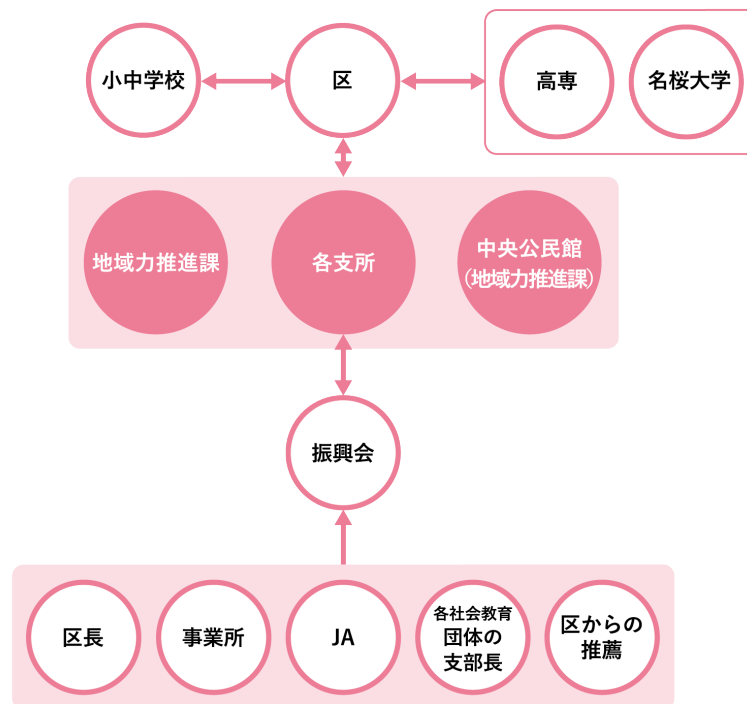 小中学校
区
高専
名桜大学
地域力推進課
各支所
中央公民館
（地域力推進課）
振興会
区長
事業所
JA
各社会教育
団体の
支部長
区からの
推薦